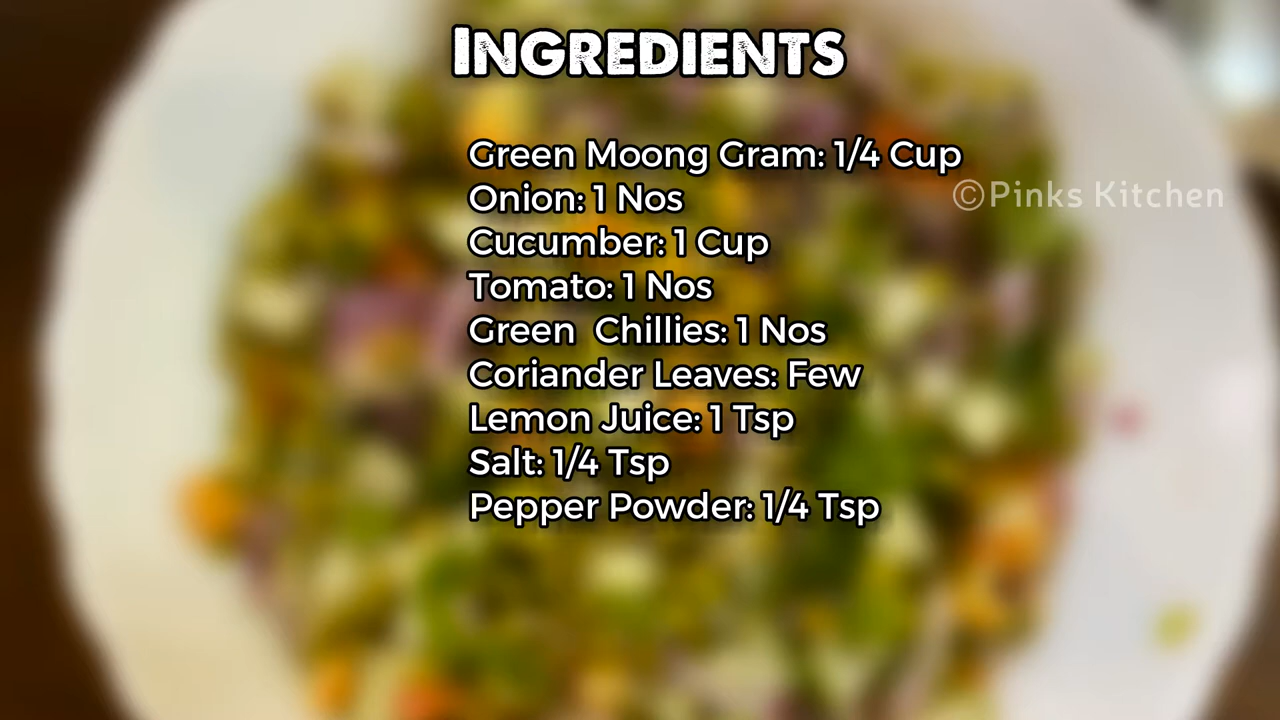 INGREDIENTS
Green Moong Gram: 1/4 Cup
©Pinks Kitchen
Onion: 1 Nos
Cucumber: 1 Cup
Tomato: 1 Nos
Green  Chillies: 1 Nos
Coriander Leaves: Few
Lemon Juice: 1 Tsp
Salt: 1/4 Tsp
Pepper Powder: 1/4 Tsp